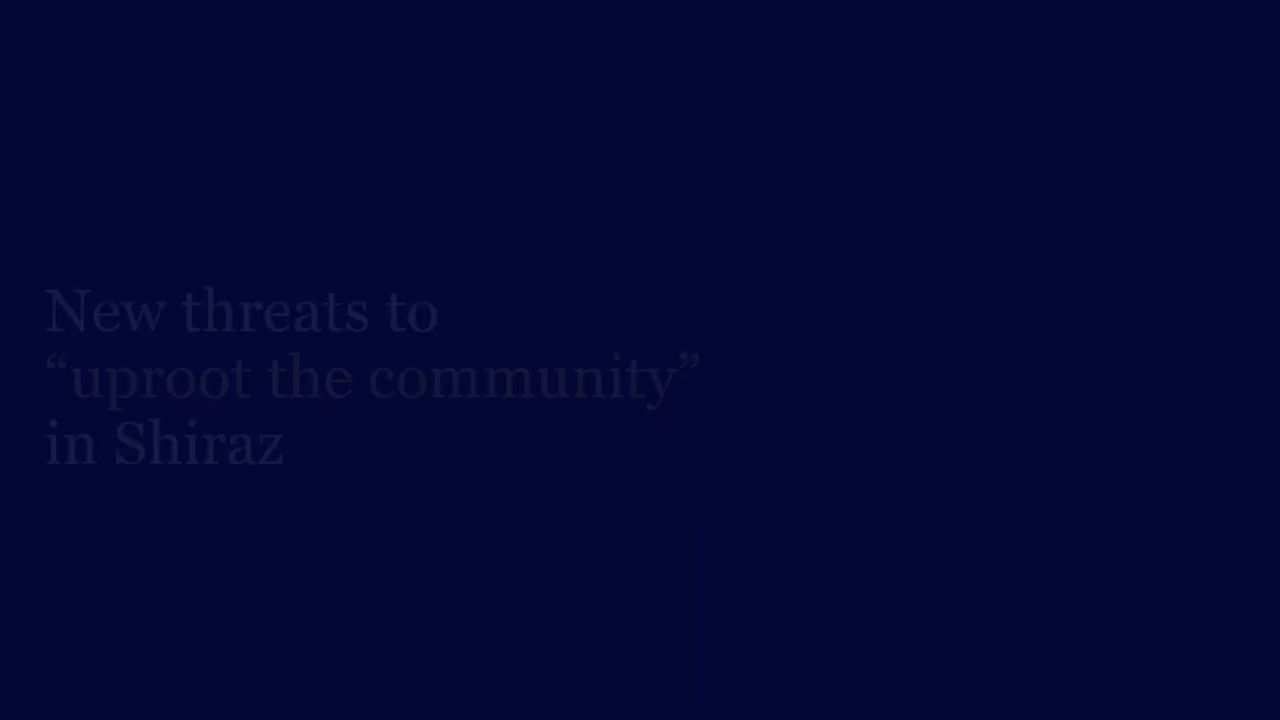 New threats to
“uproot the community”
in Shiraz